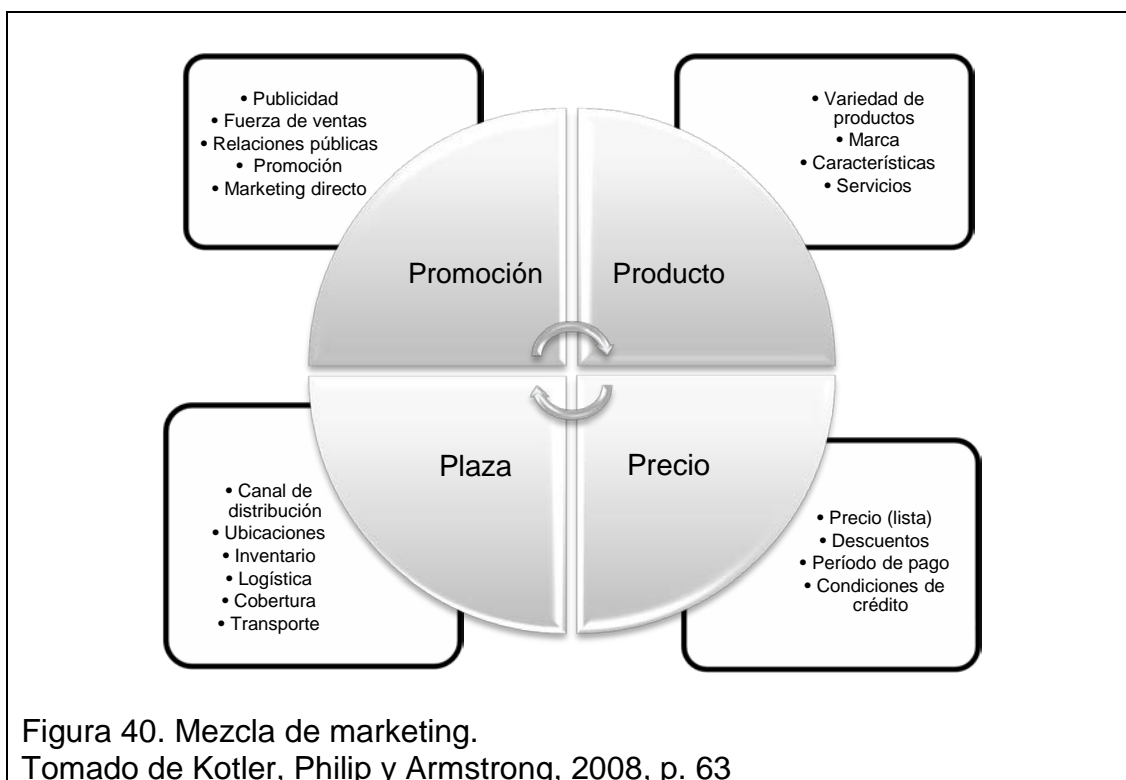 • Publicidad
• Fuerza de ventas
• Relaciones públicas
• Promoción
• Marketing directo
• Variedad de
productos
• Marca
• Características
• Servicios
Promoción
Producto
Plaza
Precio
• Canal de
distribución
• Ubicaciones
• Inventario
• Logística
• Cobertura
• Transporte
• Precio (lista)
• Descuentos
• Período de pago
• Condiciones de
crédito
Figura 40. Mezcla de marketing.
Tomado de Kotler, Philip y Armstrong, 2008, p. 63